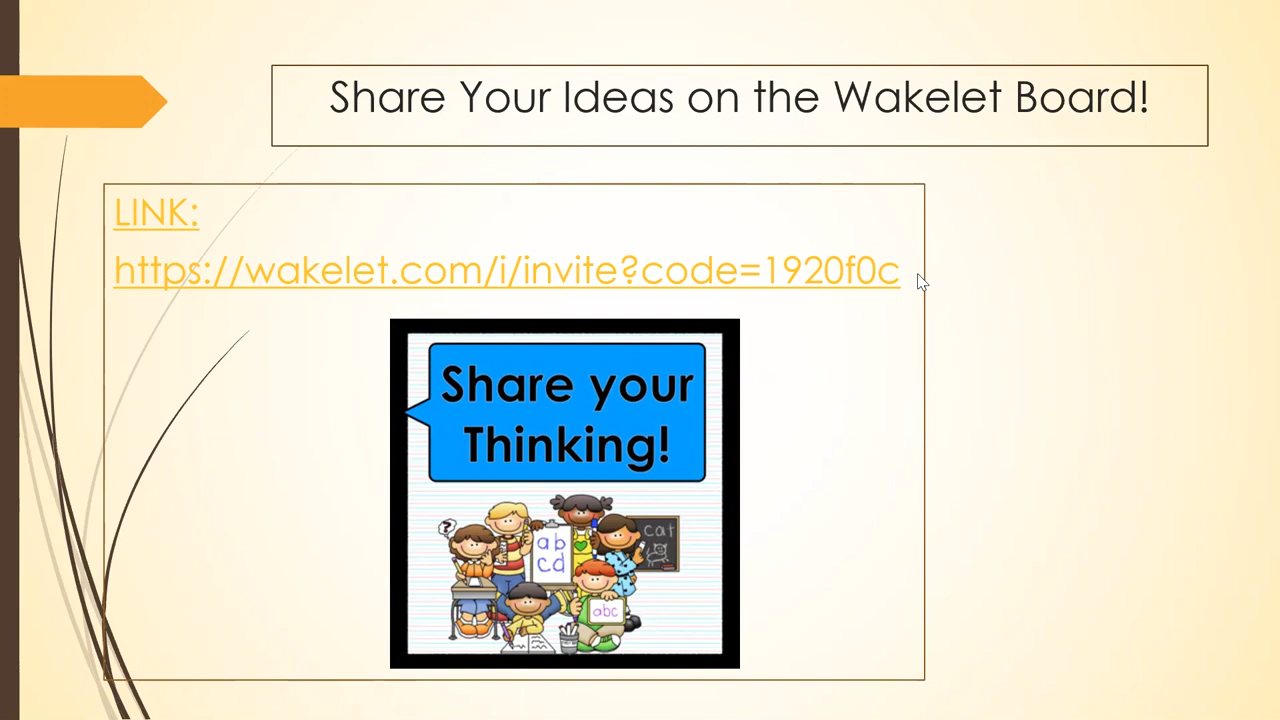 Share Your Ideas on the Wakelet Board!
LINK:
https://wakelet.com/i/invite?code=1920f0c
Share your
Thinking!
?
ab
cd
cat
abc